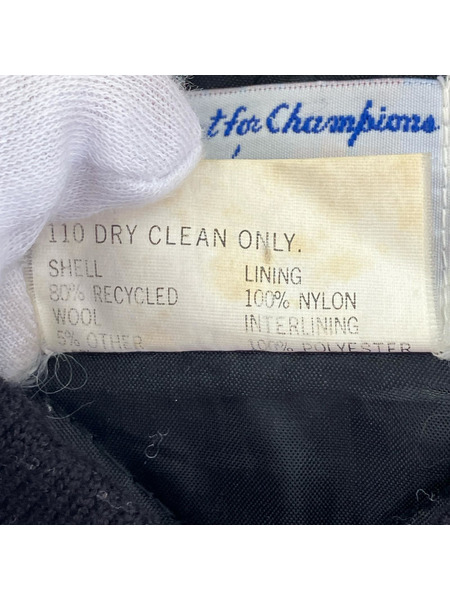 t for Champions
110 DRY CLEAN ONLY.
SHELL LINING
80% RECYCLED 100% NYLON
WOOL INTERLINING
5% OTHER 100% POLYESTER